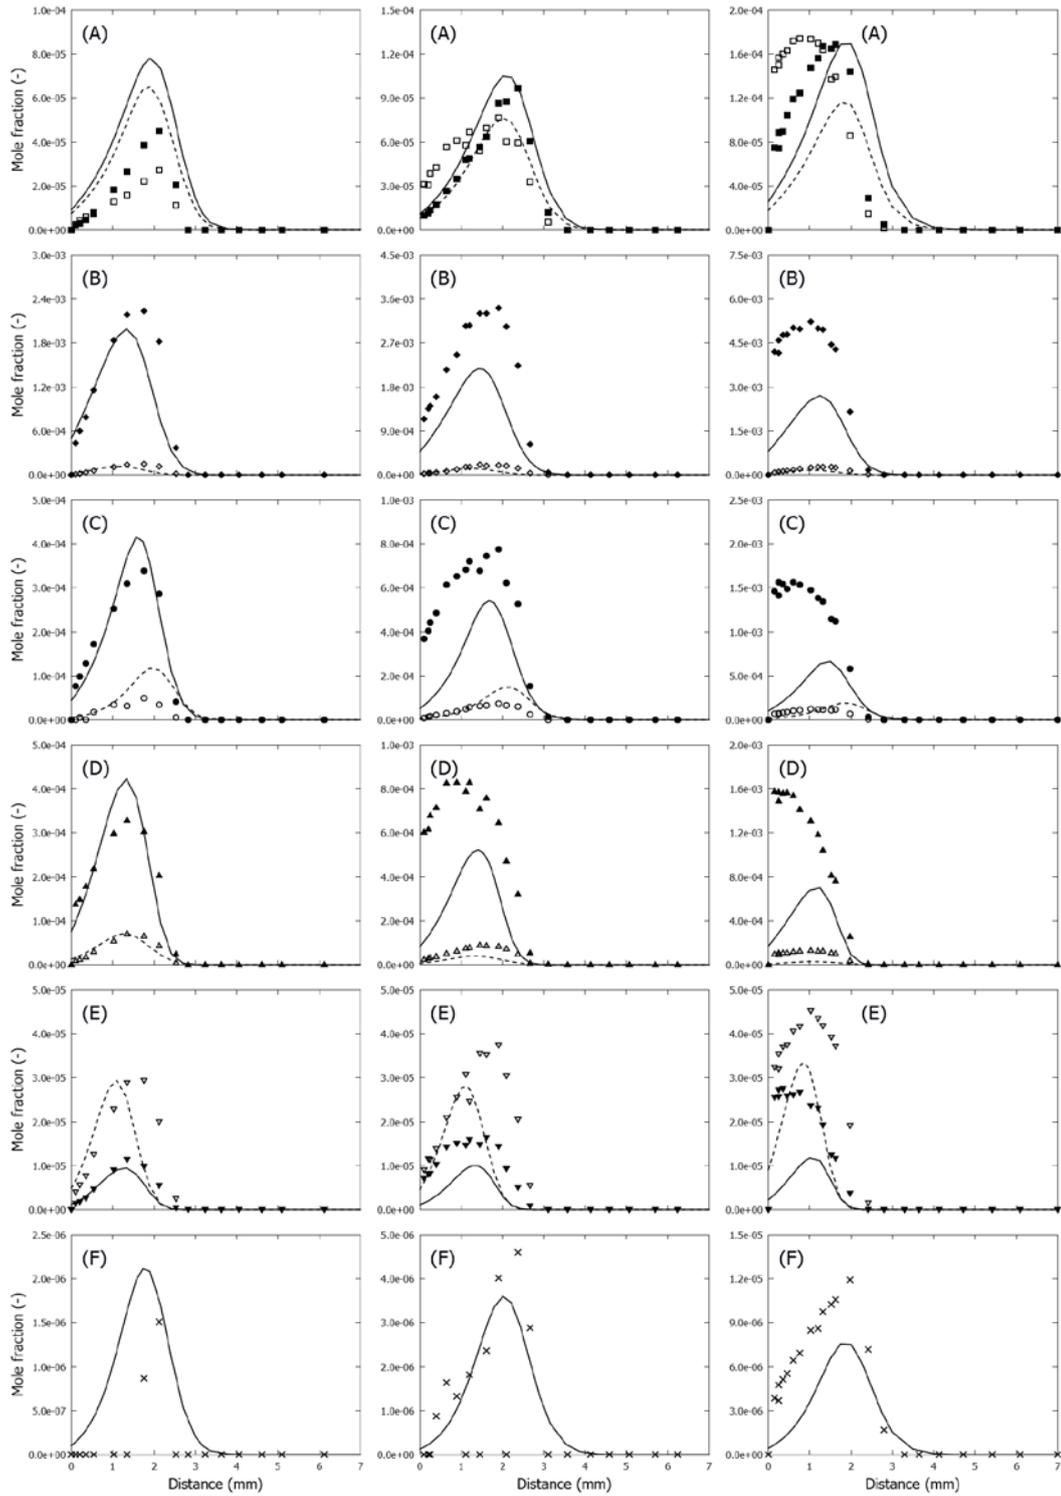 1.0e-04 1.5e-04 2.0e-04
(A) (A) (A)
8.0e-05 1.2e-04 1.6e-04
6.0e-05 9.0e-05 1.2e-04
Mole fraction (-)
4.0e-05 6.0e-05 8.0e-05
2.0e-05 3.0e-05 4.0e-05
0.0e+00 0.0e+00 0.0e+00
3.0e-03 4.5e-03 7.5e-03
(B) (B) (B)
2.4e-03 3.6e-03 6.0e-03
1.8e-03 2.7e-03 4.5e-03
Mole fraction (-)
1.2e-03 1.8e-03 3.0e-03
6.0e-04 9.0e-04 1.5e-03
0.0e+00 0.0e+00 0.0e+00
5.0e-04 1.0e-03 2.5e-03
(C) (C) (C)
4.0e-04 8.0e-04 2.0e-03
3.0e-04 6.0e-04 1.5e-03
Mole fraction (-)
2.0e-04 4.0e-04 1.0e-03
1.0e-04 2.0e-04 5.0e-04
0.0e+00 0.0e+00 0.0e+00
5.0e-04 1.0e-03 2.0e-03
(D) (D) (D)
4.0e-04 8.0e-04 1.6e-03
3.0e-04 6.0e-04 1.2e-03
Mole fraction (-)
2.0e-04 4.0e-04 8.0e-04
1.0e-04 2.0e-04 4.0e-04
0.0e+00 0.0e+00 0.0e+00
5.0e-05 5.0e-05 5.0e-05
(E) (E) (E)
4.0e-05 4.0e-05 4.0e-05
3.0e-05 3.0e-05 3.0e-05
Mole fraction (-)
2.0e-05 2.0e-05 2.0e-05
1.0e-05 1.0e-05 1.0e-05
0.0e+00 0.0e+00 0.0e+00
2.5e-06 5.0e-06 1.5e-05
(F) (F) (F)
2.0e-06 4.0e-06 1.2e-05
1.5e-06 3.0e-06 9.0e-06
Mole fraction (-)
1.0e-06 2.0e-06 6.0e-06
5.0e-07 1.0e-06 3.0e-06
0.0e+00 0.0e+00 0.0e+00
0 1 2 3 4 5 6 7 0 1 2 3 4 5 6 7 0 1 2 3 4 5 6 7
Distance (mm) Distance (mm) Distance (mm)